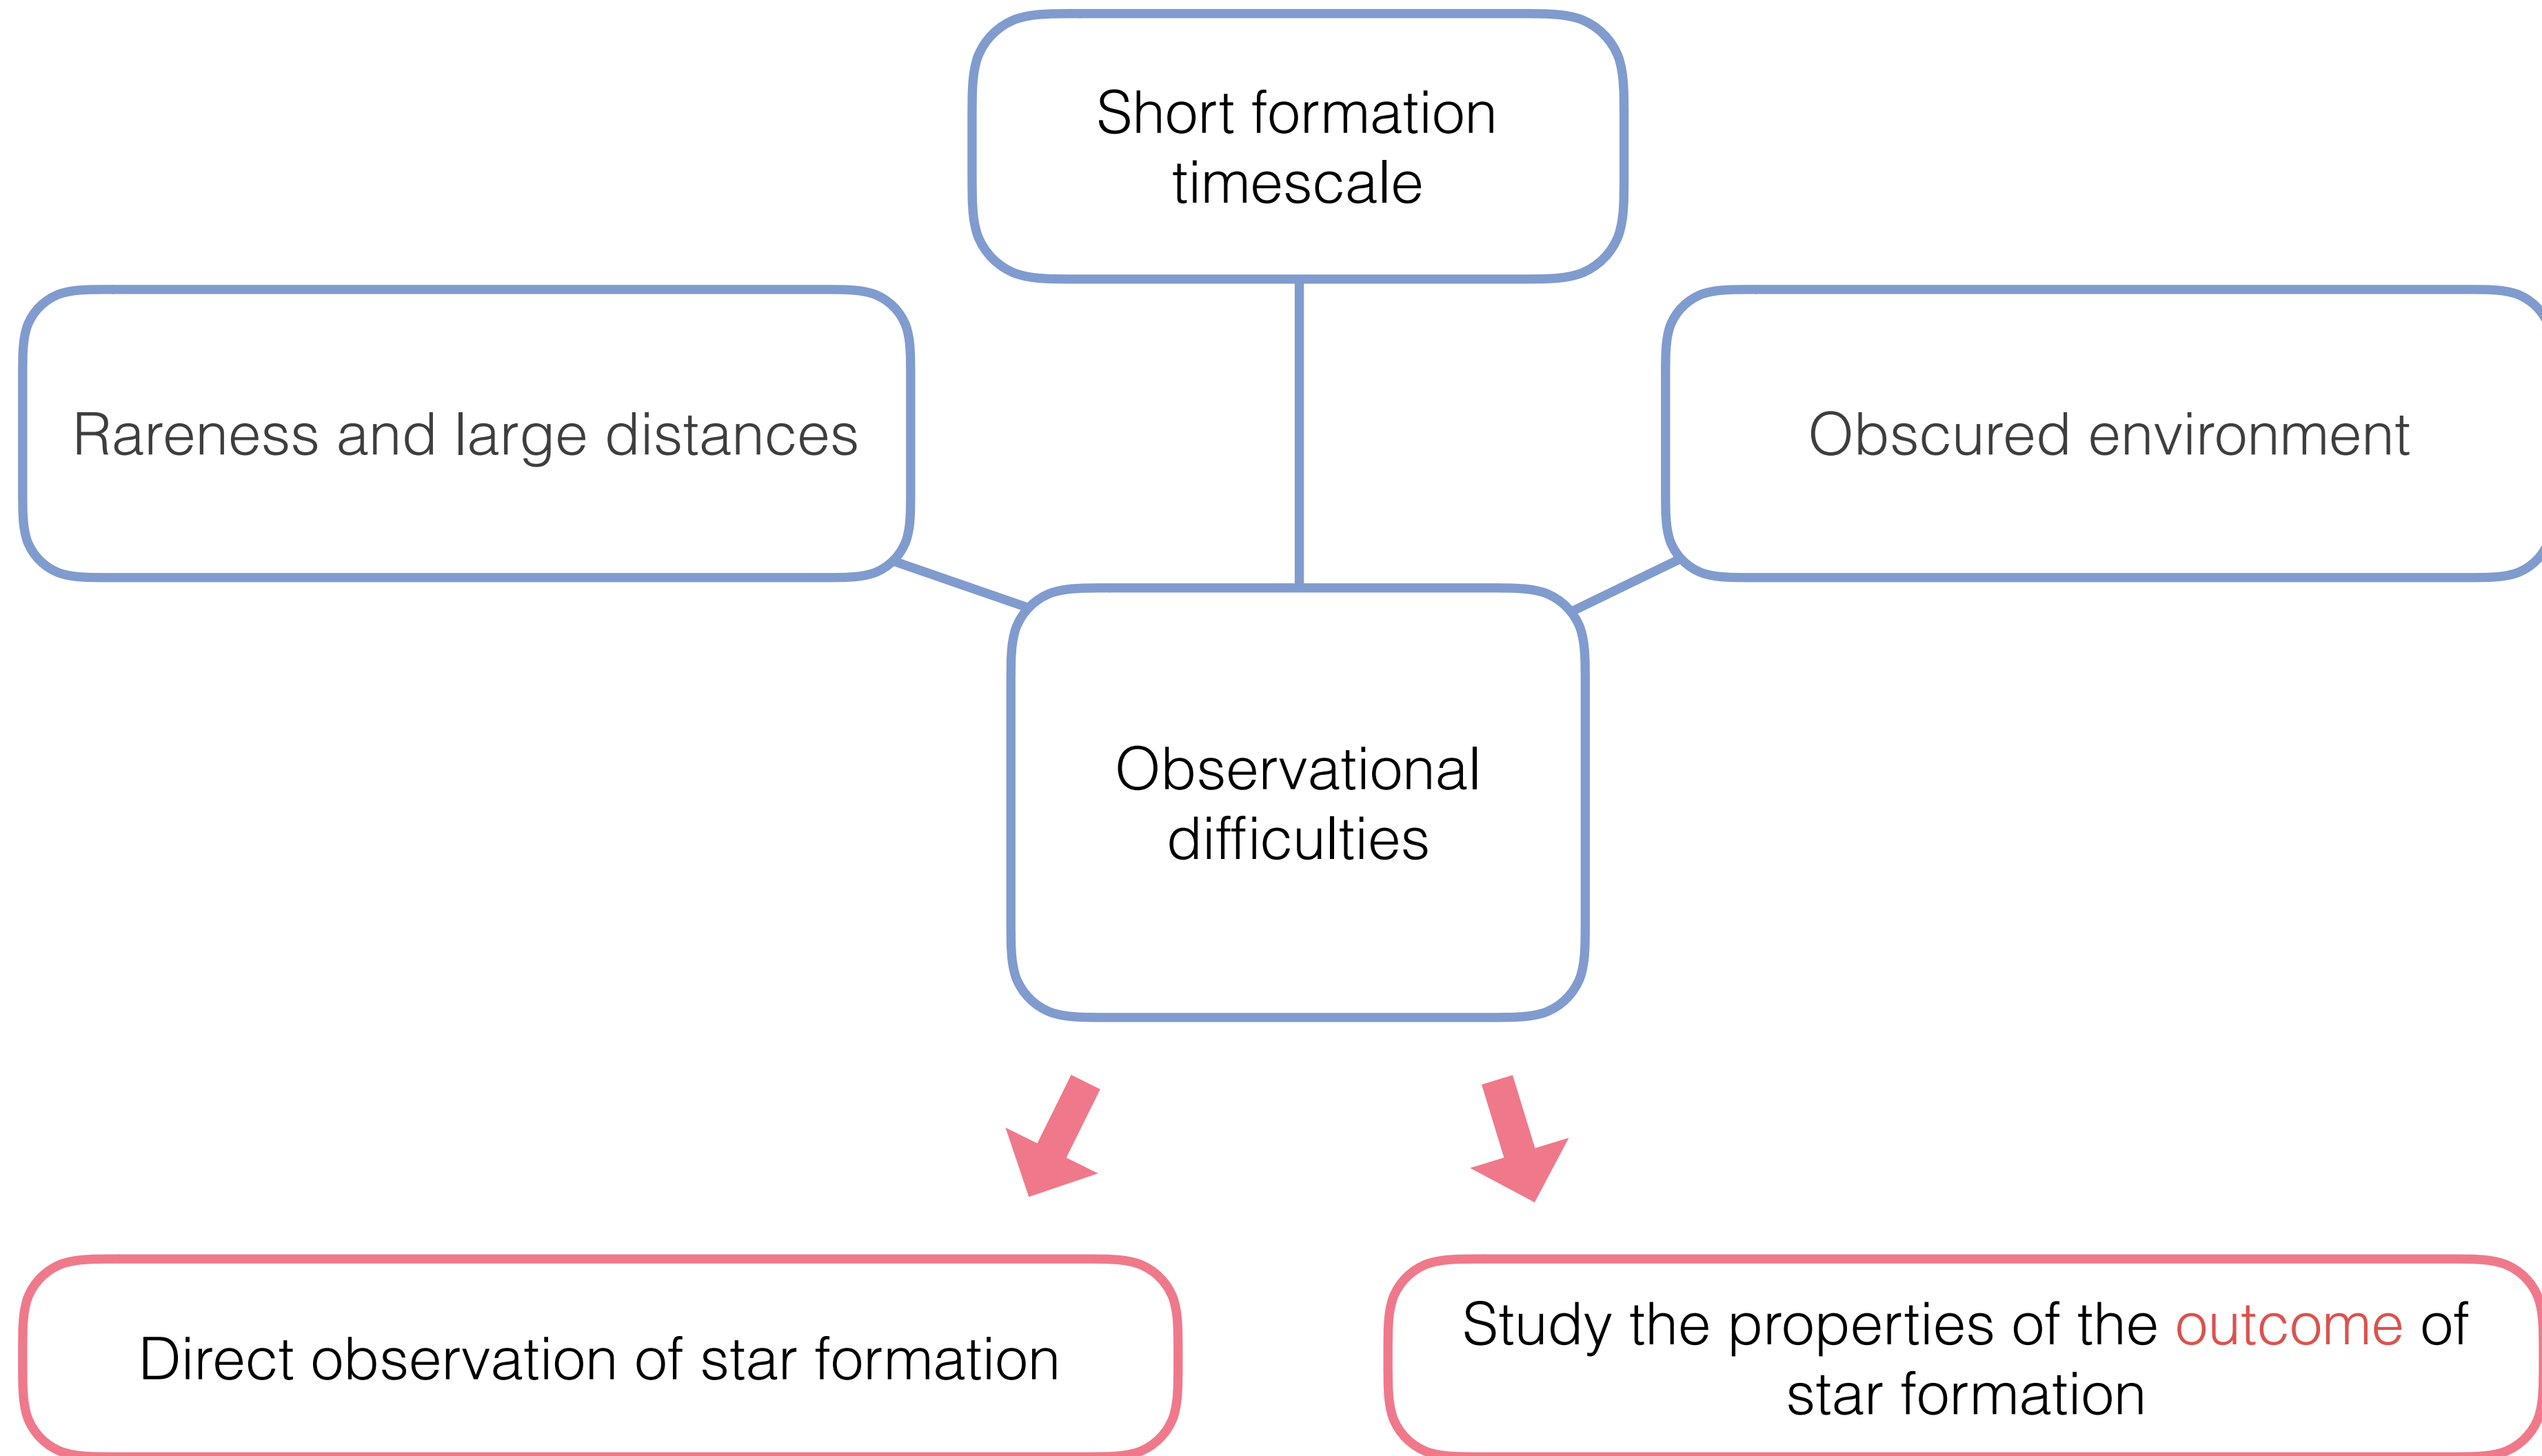 Short formation
timescale
Rareness and large distances
Obscured environment
Observational
difficulties
Direct observation of star formation
Study the properties of the outcome of
star formation